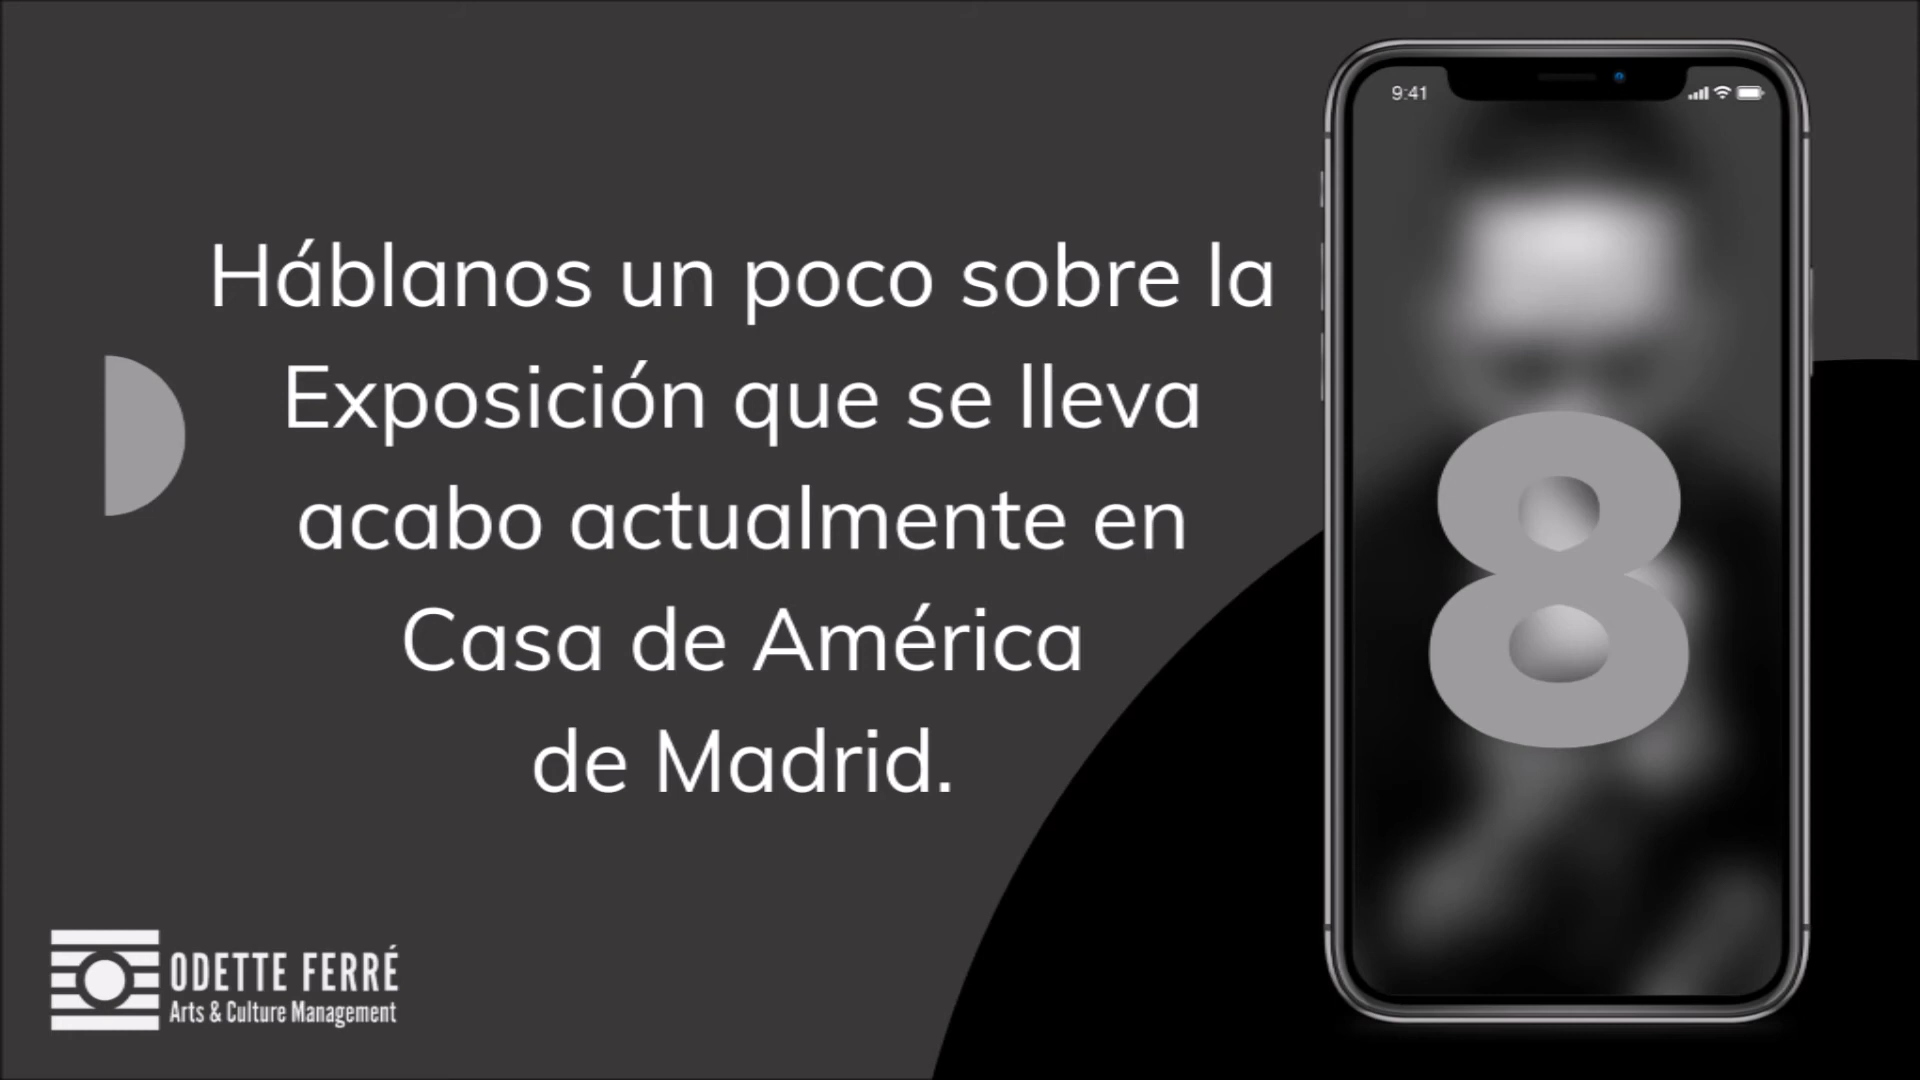 Háblanos un poco sobre la
Exposición que se lleva
acabo actualmente en
Casa de América
de Madrid.
9:41
8
ODETTE FERRÉ
Arts & Culture Management